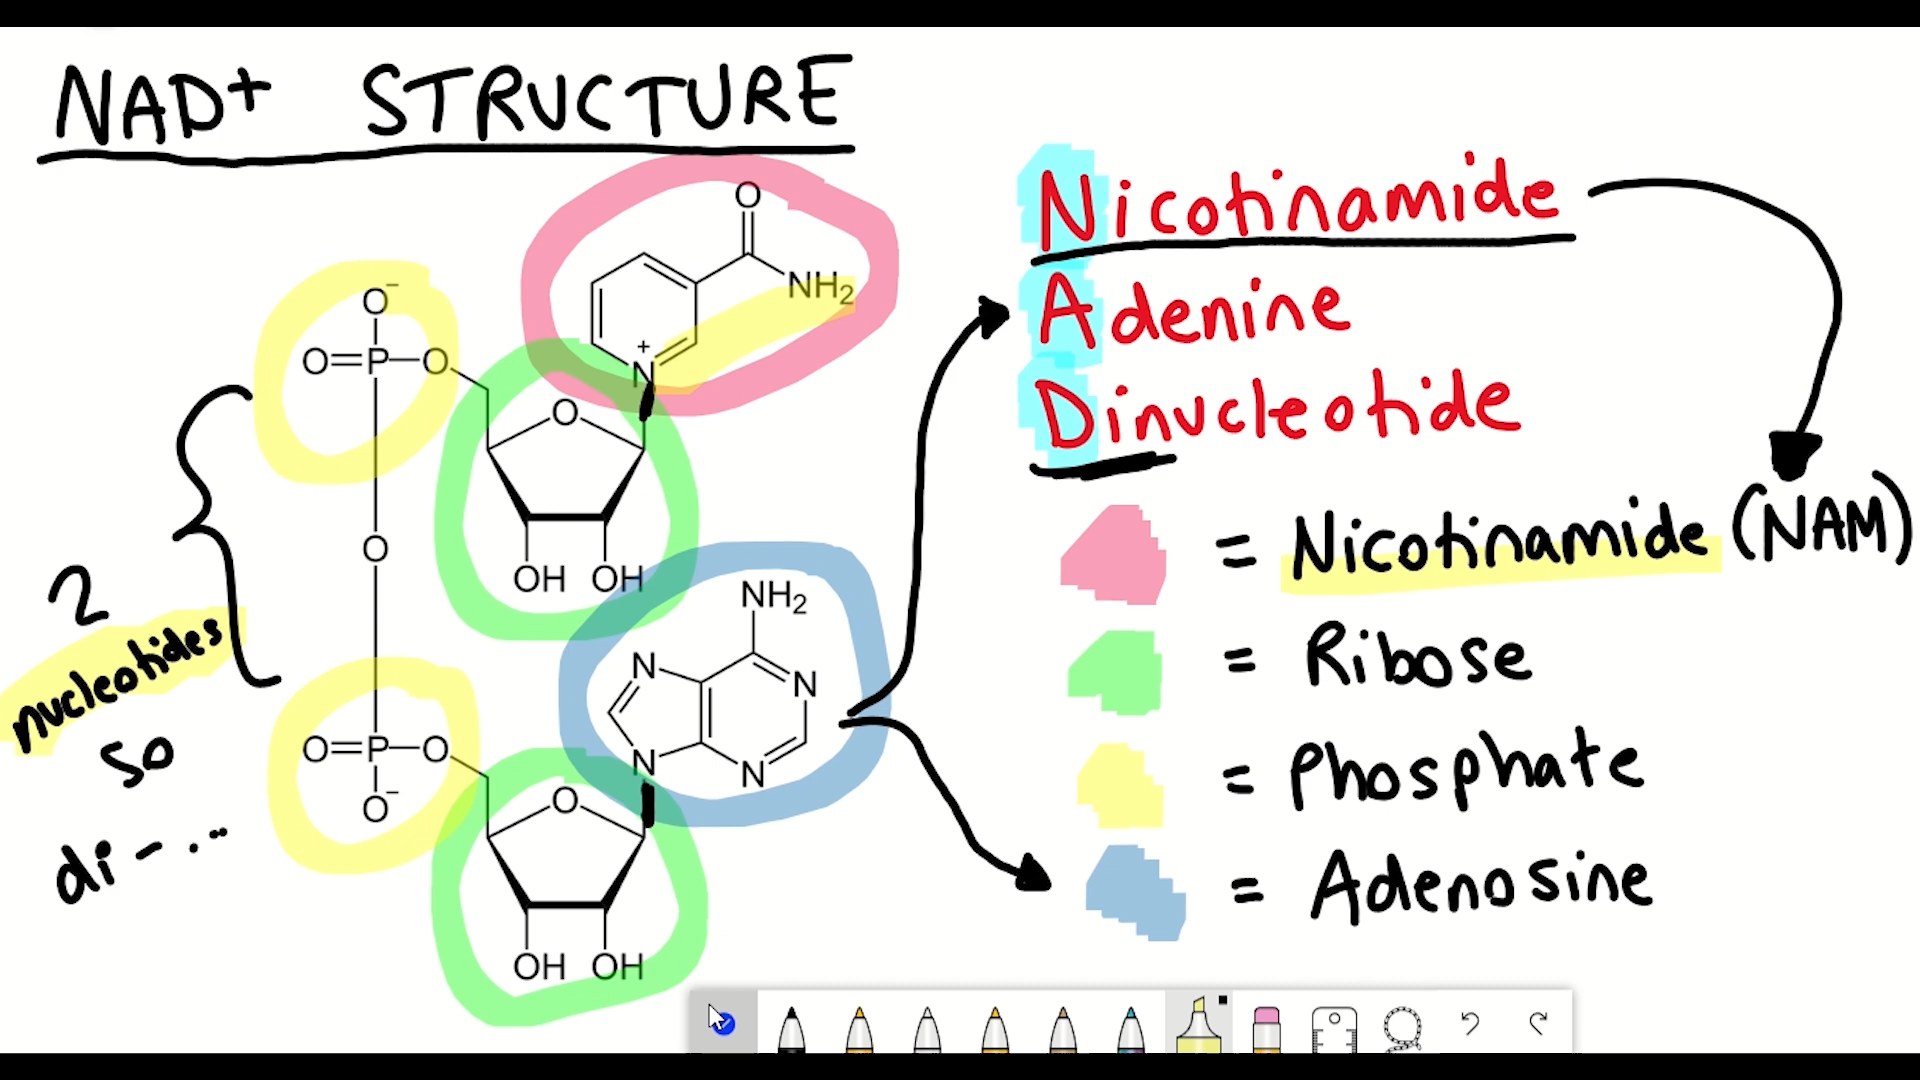 NAD+ STRUCTURE
Nicotinamide
Adenine
Dinucleotide
= Nicotinamide (NAM)
= Ribose
= Phosphate
= Adenosine
2
nucleotides
so
di-...
O
NH2
+
N
O-
O=P-O
O
OH OH
O
NH2
N
N
N
N
O=P-O
O-
O
OH OH